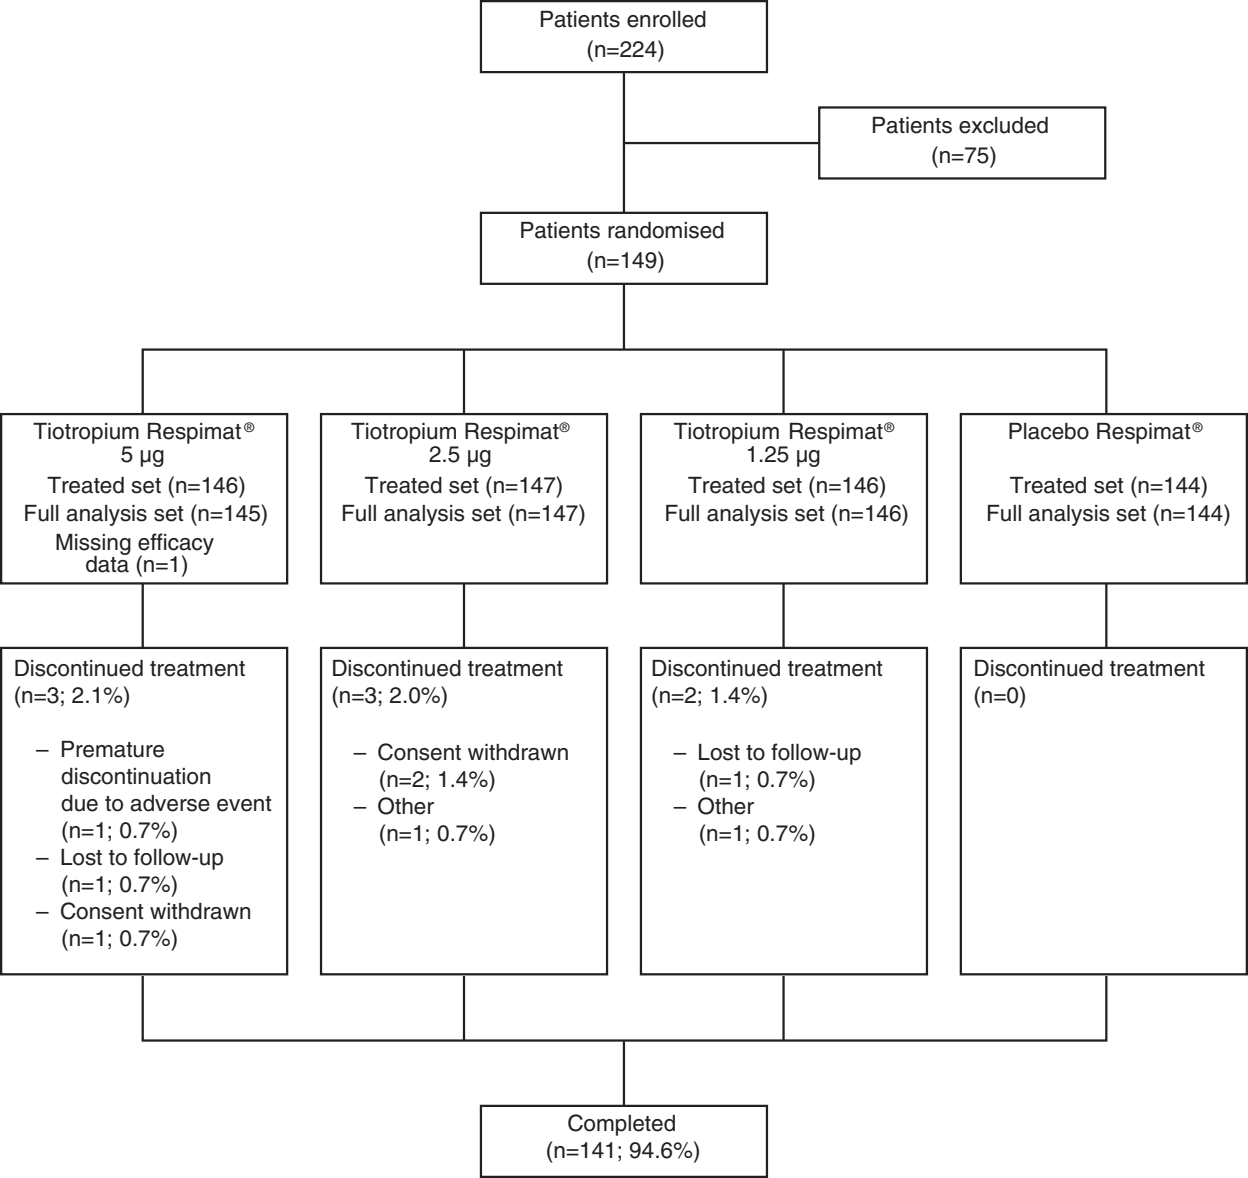 Patients enrolled
(n=224)
Patients excluded
(n=75)
Patients randomised
(n=149)
Tiotropium Respimat®
5 µg
Treated set (n=146)
Full analysis set (n=145)
Missing efficacy
data (n=1)
Tiotropium Respimat®
2.5 µg
Treated set (n=147)
Full analysis set (n=147)
Tiotropium Respimat®
1.25 µg
Treated set (n=146)
Full analysis set (n=146)
Placebo Respimat®
Treated set (n=144)
Full analysis set (n=144)
Discontinued treatment
(n=3; 2.1%)
– Premature
discontinuation
due to adverse event
(n=1; 0.7%)
– Lost to follow-up
(n=1; 0.7%)
– Consent withdrawn
(n=1; 0.7%)
Discontinued treatment
(n=3; 2.0%)
– Consent withdrawn
(n=2; 1.4%)
– Other
(n=1; 0.7%)
Discontinued treatment
(n=2; 1.4%)
– Lost to follow-up
(n=1; 0.7%)
– Other
(n=1; 0.7%)
Discontinued treatment
(n=0)
Completed
(n=141; 94.6%)